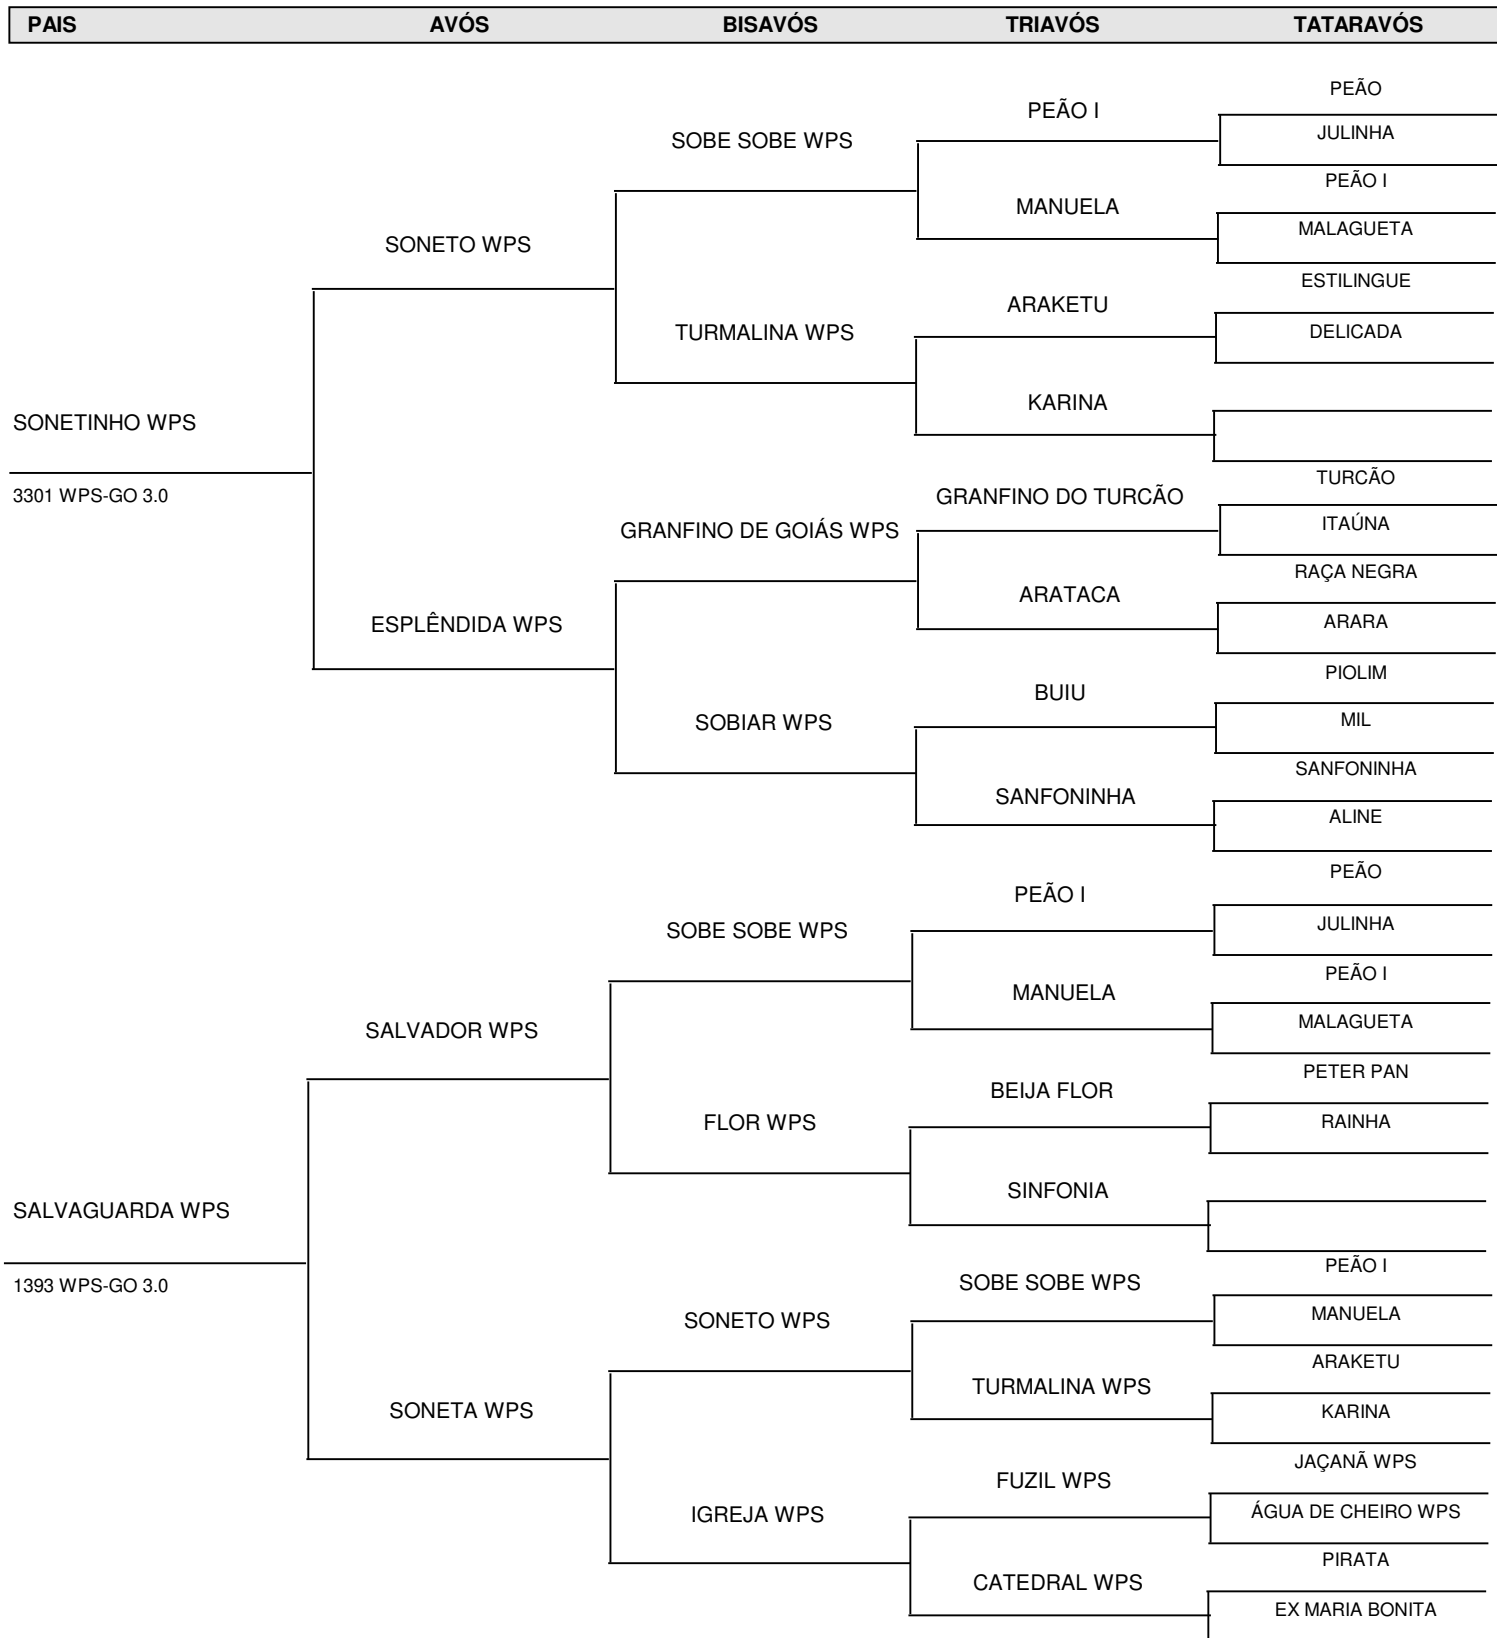 PAIS AVÓS BISAVÓS TRIAVÓS TATARAVÓS
PEÃO
PEÃO I
JULINHA
SOBE SOBE WPS
PEÃO I
MANUELA
MALAGUETA
SONETO WPS
ESTILINGUE
ARAKETU
TURMALINA WPS
DELICADA
KARINA
SONETINHO WPS
TURCÃO
3301 WPS-GO 3.0
GRANFINO DO TURCÃO
ITAÚNA
GRANFINO DE GOIÁS WPS
RAÇA NEGRA
ARATACA
ARARA
ESPLÊNDIDA WPS
PIOLIM
BUIU
MIL
SOBIAR WPS
SANFONINHA
SANFONINHA
ALINE
PEÃO
PEÃO I
JULINHA
SOBE SOBE WPS
PEÃO I
MANUELA
MALAGUETA
SALVADOR WPS
PETER PAN
BEIJA FLOR
RAINHA
FLOR WPS
SINFONIA
SALVAGUARDA WPS
PEÃO I
1393 WPS-GO 3.0
SOBE SOBE WPS
MANUELA
SONETO WPS
ARAKETU
TURMALINA WPS
KARINA
SONETA WPS
JAÇANÃ WPS
FUZIL WPS
ÁGUA DE CHEIRO WPS
IGREJA WPS
PIRATA
CATEDRAL WPS
EX MARIA BONITA